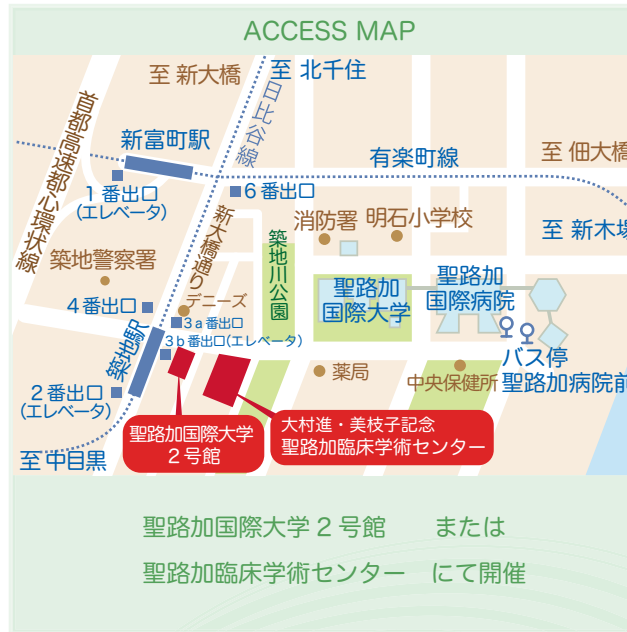 ACCESS MAP
至 新大橋
至 北千住
日比谷線
首都高速都心環状線
新富町駅
有楽町線
至 佃大橋
1番出口
(エレベータ)
6番出口
新大橋通り
消防署
明石小学校
至 新木場
築地川公園
築地警察署
デニーズ
聖路加
国際大学
聖路加
国際病院
4番出口
3a番出口
3b番出口(エレベータ)
築地駅
バス停
聖路加病院前
薬局
中央保健所
2番出口
(エレベータ)
聖路加国際大学
2号館
大村進・美枝子記念
聖路加臨床学術センター
至 中目黒
聖路加国際大学2号館 または
聖路加臨床学術センター にて開催